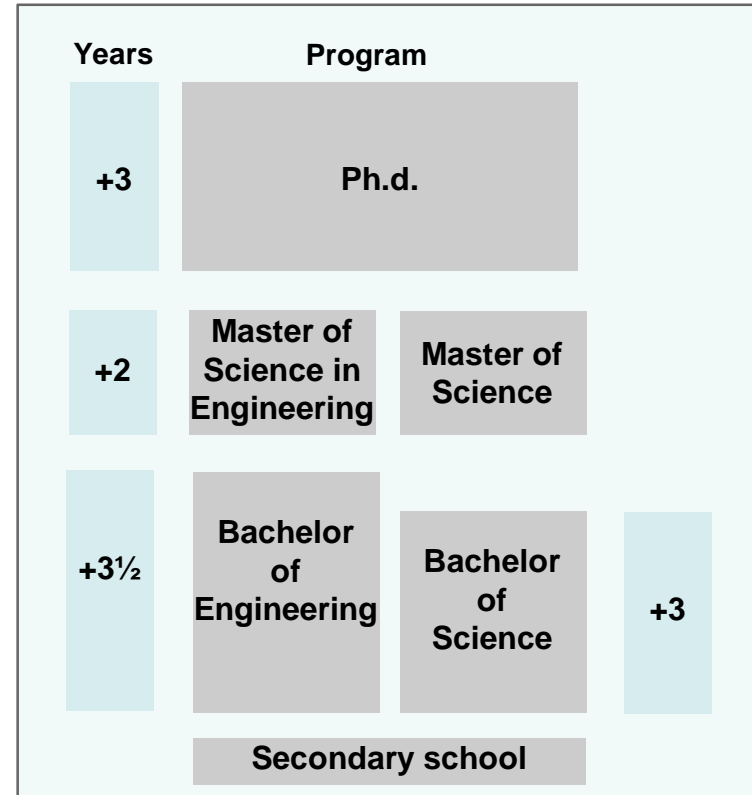 Years Program
+3 Ph.d.
+2
Master of
Science in
Engineering
Master of
Science
+3½
Bachelor
of
Engineering
Bachelor
of
Science
+3
Secondary school